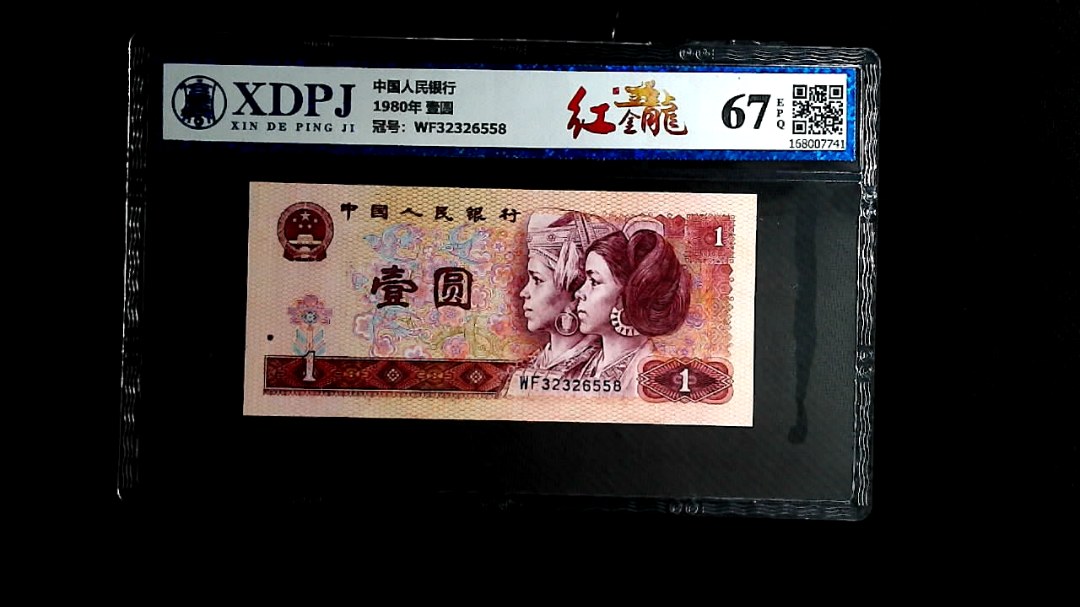 XDPJ
XIN DE PING JI
中国人民银行
1980年 壹圆
冠号：WF32326558
红金龍
67
EPQ
168007741
中国人民银行
壹圆
1
1
WF32326558
1